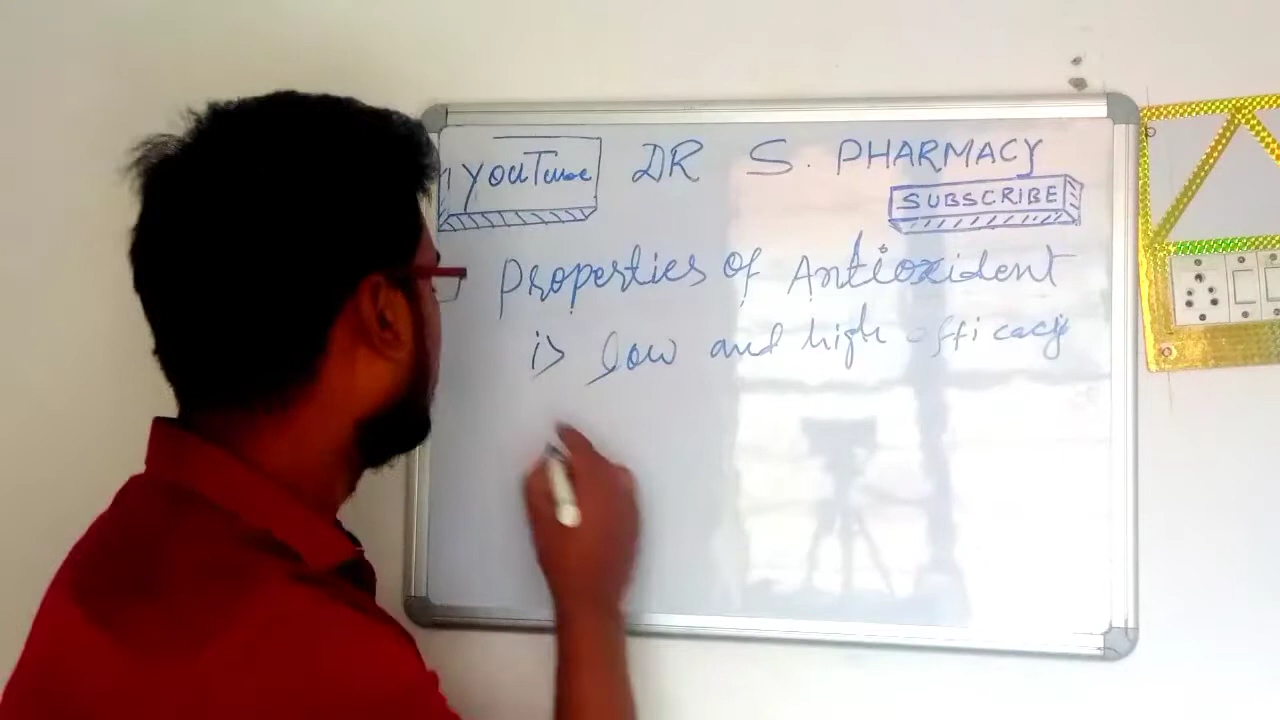 YouTube DR S. PHARMACY
SUBSCRIBE
Properties of Antioxident
i> low and high efficacy